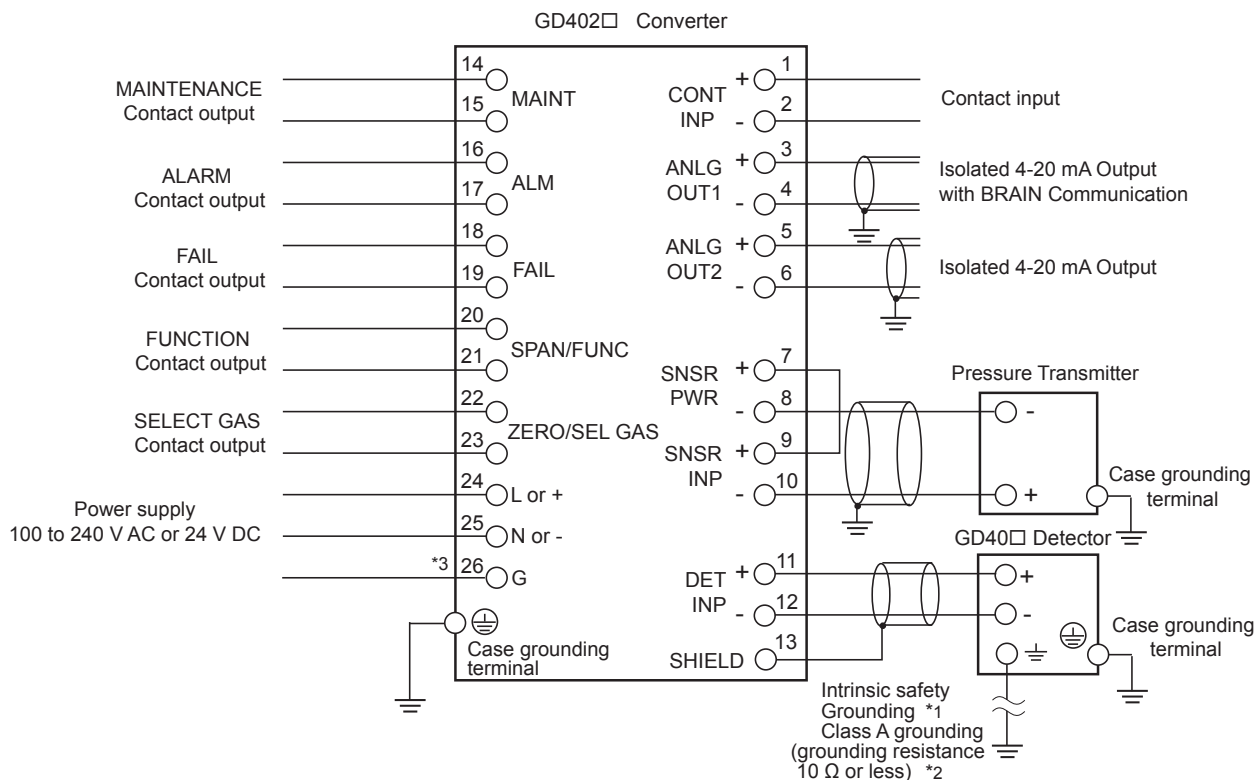 GD402□ Converter
MAINTENANCE
Contact output
14
15
MAINT
ALARM
Contact output
16
17
ALM
FAIL
Contact output
18
19
FAIL
FUNCTION
Contact output
20
21
SPAN/FUNC
SELECT GAS
Contact output
22
23
ZERO/SEL GAS
Power supply
100 to 240 V AC or 24 V DC
24
L or +
25
N or -
*3
26
G
Case grounding
terminal
CONT
INP
+
1
-
2
Contact input
ANLG
OUT1
+
3
-
4
Isolated 4-20 mA Output
with BRAIN Communication
ANLG
OUT2
+
5
-
6
Isolated 4-20 mA Output
SNSR
PWR
+
7
-
8
SNSR
INP
+
9
-
10
Pressure Transmitter
-
+
Case grounding
terminal
DET
INP
+
11
-
12
SHIELD
13
GD40□ Detector
+
-
Case grounding
terminal
Intrinsic safety
Grounding *1
Class A grounding
(grounding resistance
10 Ω or less) *2